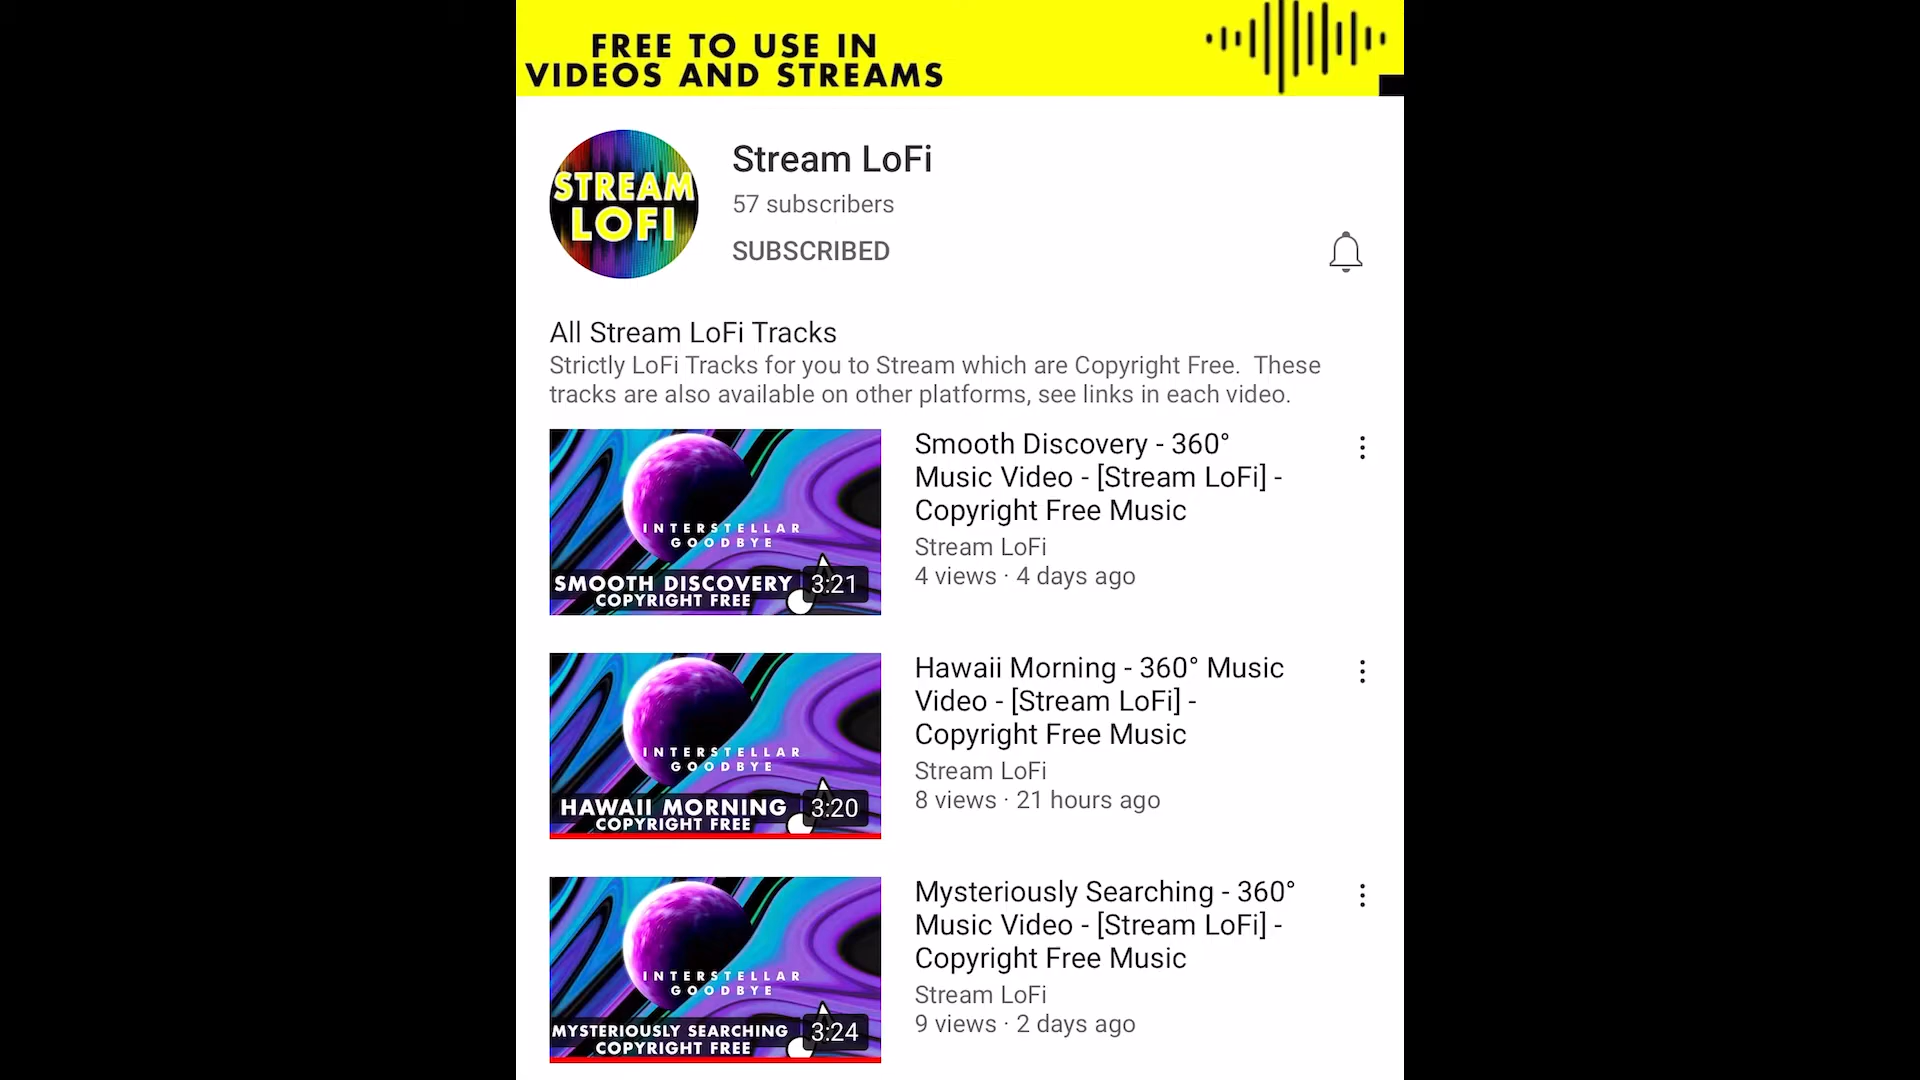 FREE TO USE IN
VIDEOS AND STREAMS
STREAM
LOFI
Stream LoFi
57 subscribers
SUBSCRIBED
All Stream LoFi Tracks
Strictly LoFi Tracks for you to Stream which are Copyright Free.  These
tracks are also available on other platforms, see links in each video.
INTERSTELLAR
GOODBYE
SMOOTH DISCOVERY
COPYRIGHT FREE
3:21
Smooth Discovery - 360°
Music Video - [Stream LoFi] -
Copyright Free Music
Stream LoFi
4 views · 4 days ago
INTERSTELLAR
GOODBYE
HAWAII MORNING
COPYRIGHT FREE
3:20
Hawaii Morning - 360° Music
Video - [Stream LoFi] -
Copyright Free Music
Stream LoFi
8 views · 21 hours ago
INTERSTELLAR
GOODBYE
MYSTERIOUSLY SEARCHING
COPYRIGHT FREE
3:24
Mysteriously Searching - 360°
Music Video - [Stream LoFi] -
Copyright Free Music
Stream LoFi
9 views · 2 days ago